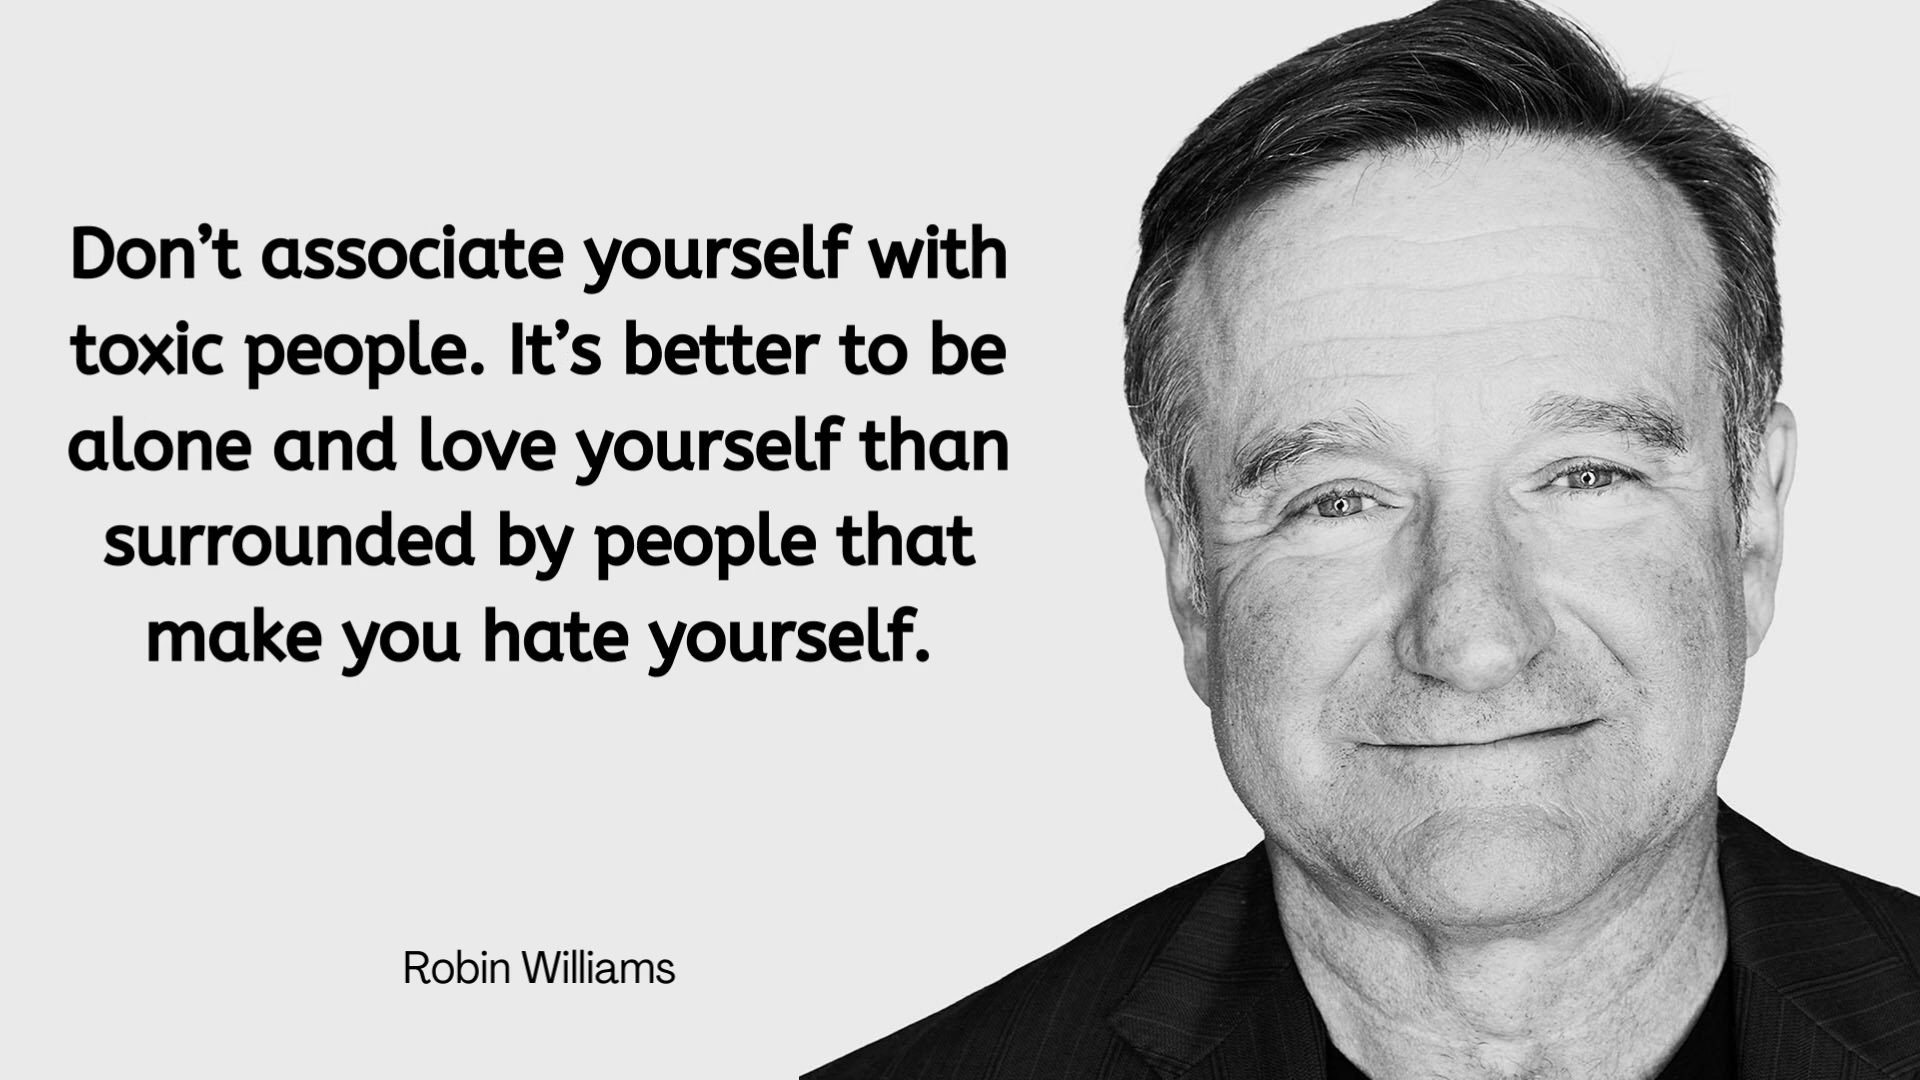 Don’t associate yourself with
toxic people. It’s better to be
alone and love yourself than
surrounded by people that
make you hate yourself.
Robin Williams